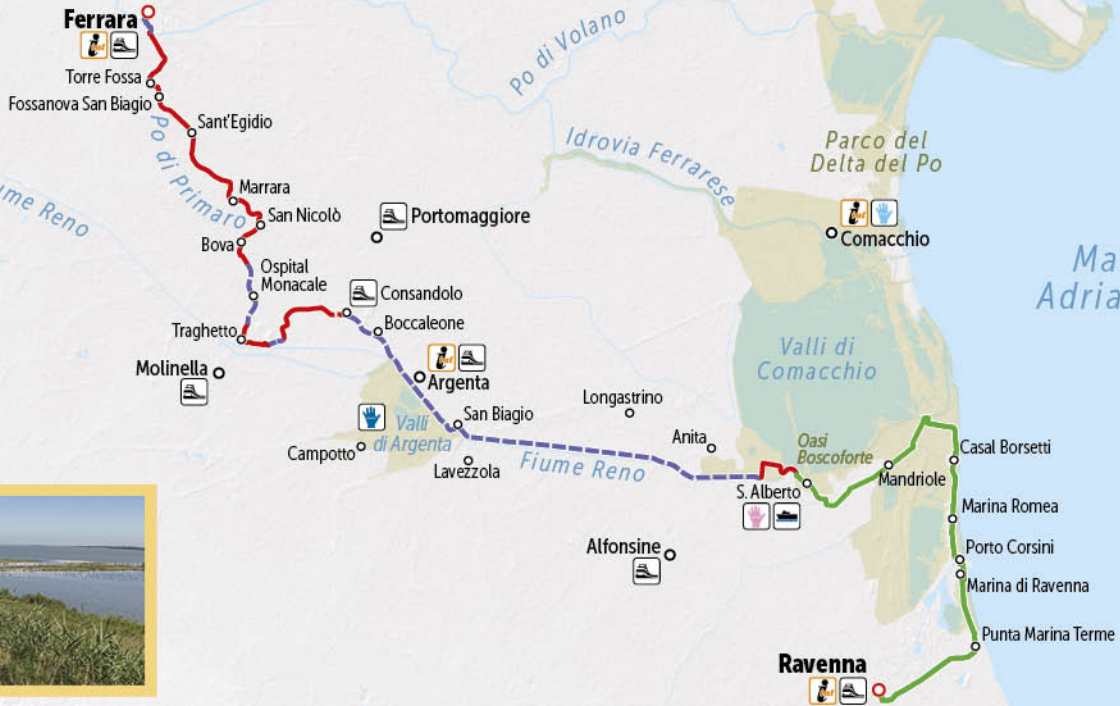 Ferrara
Torre Fossa
Fossanova San Biagio
Sant'Egidio
Po di Primaro
Marrara
San Nicolò
Bova
Ospital
Monacale
Traghetto
Molinella
Portomaggiore
Consandolo
Boccaleone
Argenta
San Biagio
Valli
di Argenta
Campotto
Lavezzola
Fiume Reno
Longastrino
Anita
S. Alberto
Alfonsine
Po di Volano
Idrovia Ferrarese
Parco del
Delta del Po
Comacchio
Valli di
Comacchio
Oasi
Boscoforte
Mandriole
Casal Borsetti
Marina Romea
Porto Corsini
Marina di Ravenna
Punta Marina Terme
Ravenna
Ma
Adria
ume Reno